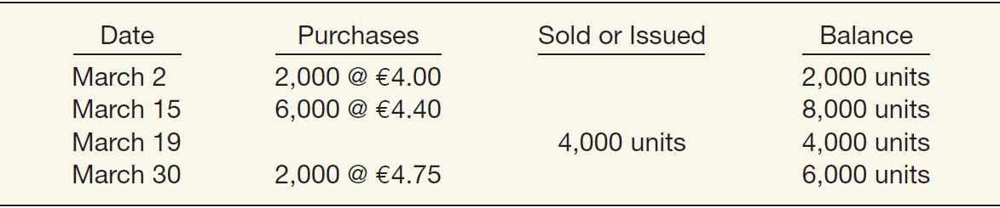 Date Purchases Sold or Issued Balance
March 2 2,000 @ €4.00 2,000 units
March 15 6,000 @ €4.40 8,000 units
March 19 4,000 units 4,000 units
March 30 2,000 @ €4.75 6,000 units